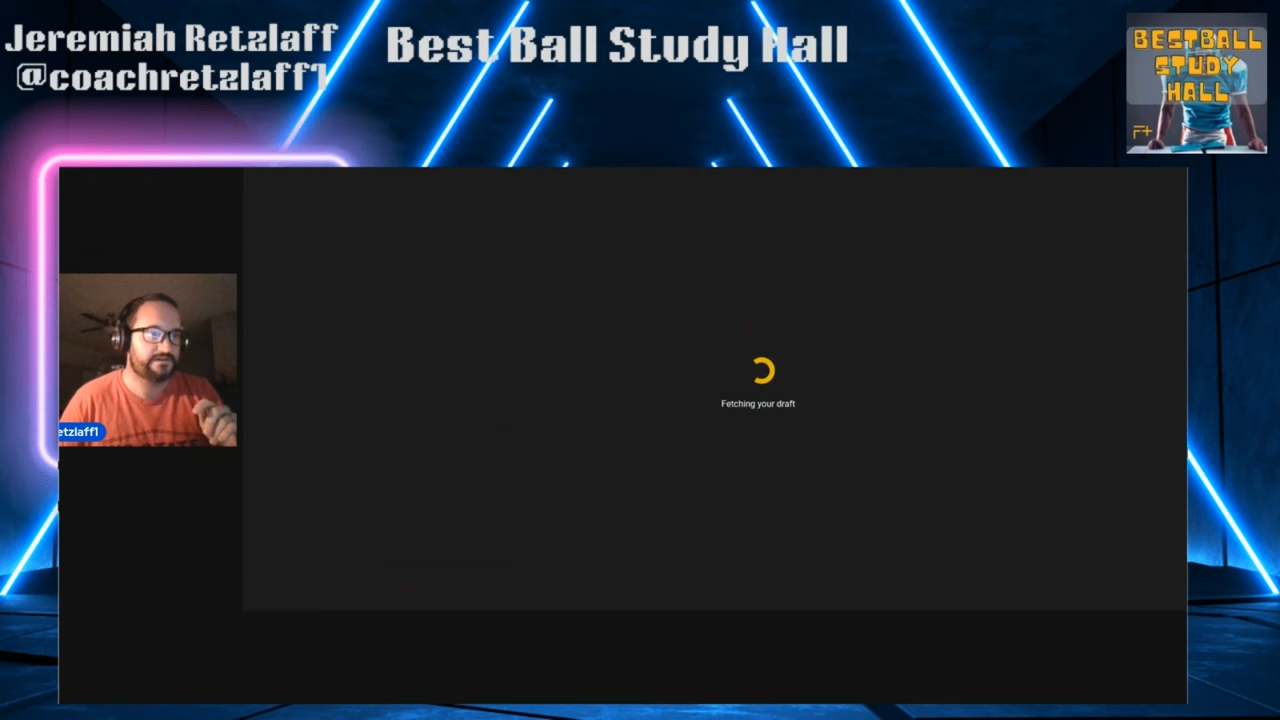 Jeremiah Retzlaff
@coachretzlaff1
Best Ball Study Hall
BESTBALL
STUDY
HALL
F+
etzlaff1
Fetching your draft